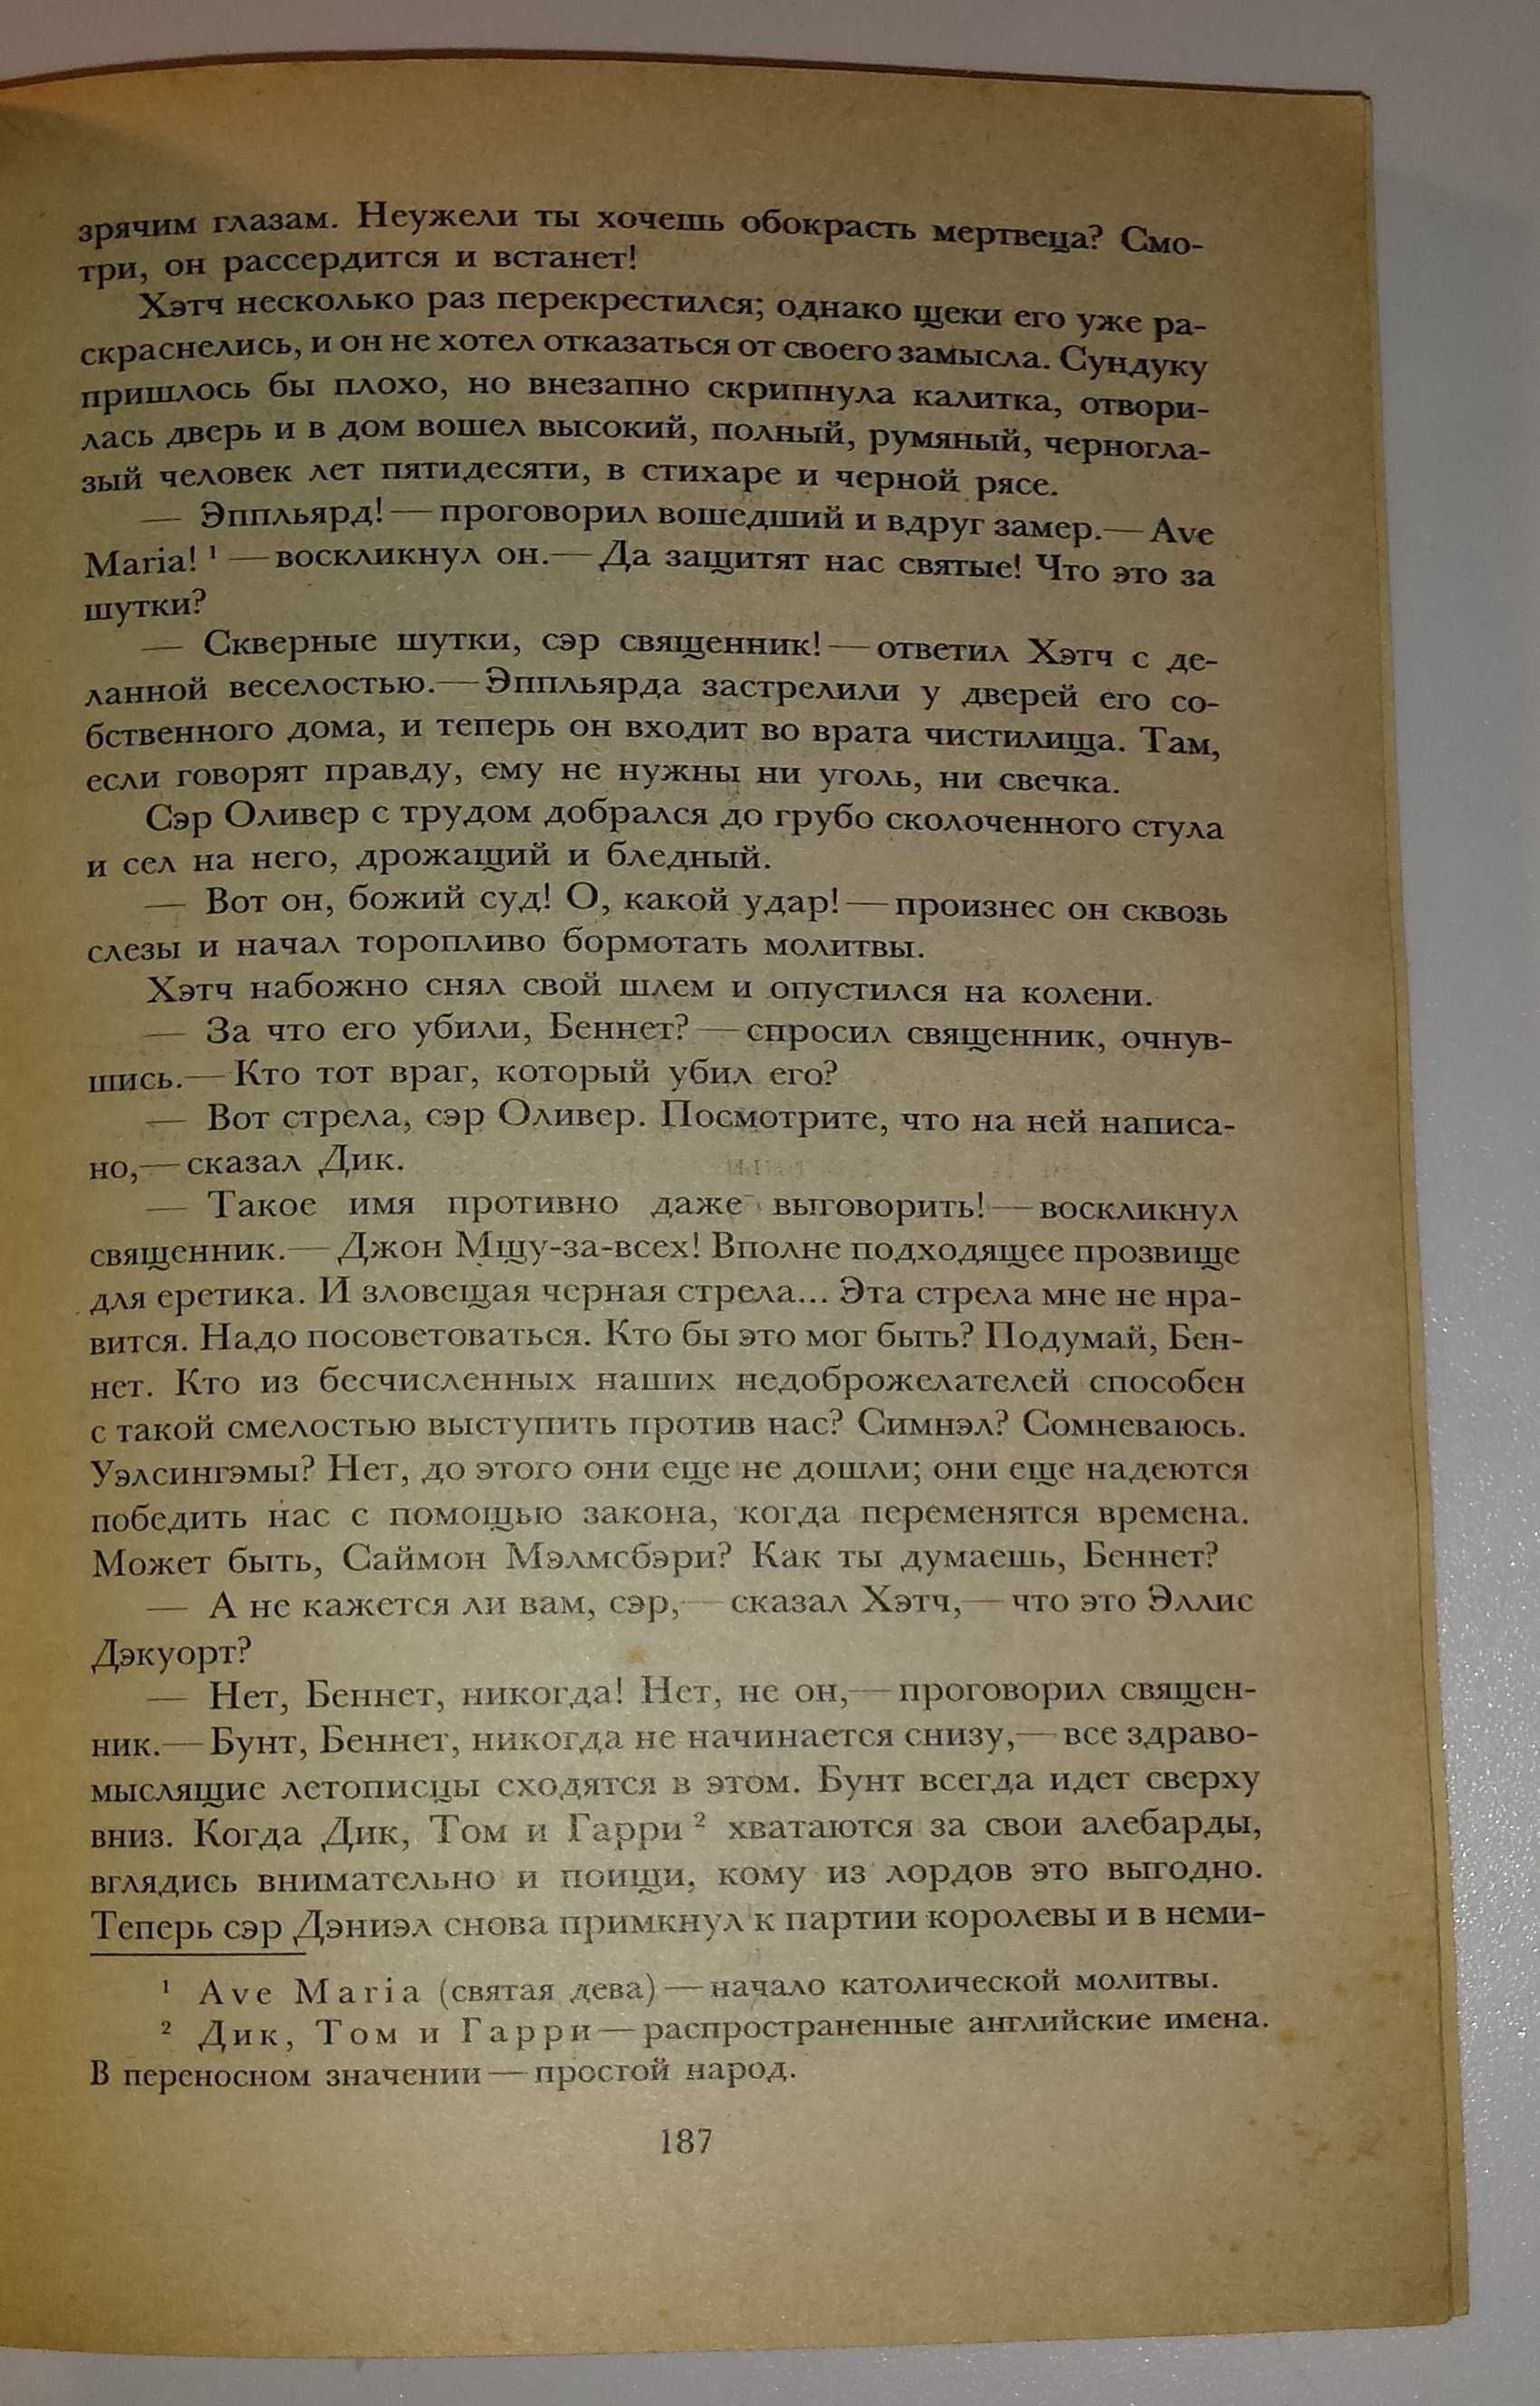 зрячим глазам. Неужели ты хочешь обокрасть мертвеца? Смо-
три, он рассердится и встанет!
Хэтч несколько раз перекрестился; однако щеки его уже ра-
скраснелись, и он не хотел отказаться от своего замысла. Сундуку
пришлось бы плохо, но внезапно скрипнула калитка, отвори-
лась дверь и в дом вошел высокий, полный, румяный, черногла-
зый человек лет пятидесяти, в стихаре и черной рясе.
— Эппльярд! — проговорил вошедший и вдруг замер.— Ave
Maria! ¹ — воскликнул он.— Да защитят нас святые! Что это за
шутки?
— Скверные шутки, сэр священник! — ответил Хэтч с де-
ланной веселостью.— Эппльярда застрелили у дверей его со-
бственного дома, и теперь он входит во врата чистилища. Там,
если говорят правду, ему не нужны ни уголь, ни свечка.
Сэр Оливер с трудом добрался до грубо сколоченного стула
и сел на него, дрожащий и бледный.
— Вот он, божий суд! О, какой удар! — произнес он сквозь
слезы и начал торопливо бормотать молитвы.
Хэтч набожно снял свой шлем и опустился на колени.
— За что его убили, Беннет? — спросил священник, очнув-
шись.— Кто тот враг, который убил его?
— Вот стрела, сэр Оливер. Посмотрите, что на ней написа-
но,— сказал Дик.
— Такое имя противно даже выговорить! — воскликнул
священник.— Джон Мщу-за-всех! Вполне подходящее прозвище
для еретика. И зловещая черная стрела... Эта стрела мне не нра-
вится. Надо посоветоваться. Кто бы это мог быть? Подумай, Бен-
нет. Кто из бесчисленных наших недоброжелателей способен
с такой смелостью выступить против нас? Симнэл? Сомневаюсь.
Уэлсингэмы? Нет, до этого они еще не дошли; они еще надеются
победить нас с помощью закона, когда переменятся времена.
Может быть, Саймон Мэлмсбэри? Как ты думаешь, Беннет?
— А не кажется ли вам, сэр,— сказал Хэтч,— что это Эллис
Дэкуорт?
— Нет, Беннет, никогда! Нет, не он,— проговорил священ-
ник.— Бунт, Беннет, никогда не начинается снизу,— все здраво-
мыслящие летописцы сходятся в этом. Бунт всегда идет сверху
вниз. Когда Дик, Том и Гарри ² хватаются за свои алебарды,
вглядись внимательно и поищи, кому из лордов это выгодно.
Теперь сэр Дэниэл снова примкнул к партии королевы и в неми-
¹ Ave Maria (святая дева) — начало католической молитвы.
² Дик, Том и Гарри — распространенные английские имена.
В переносном значении — простой народ.
187